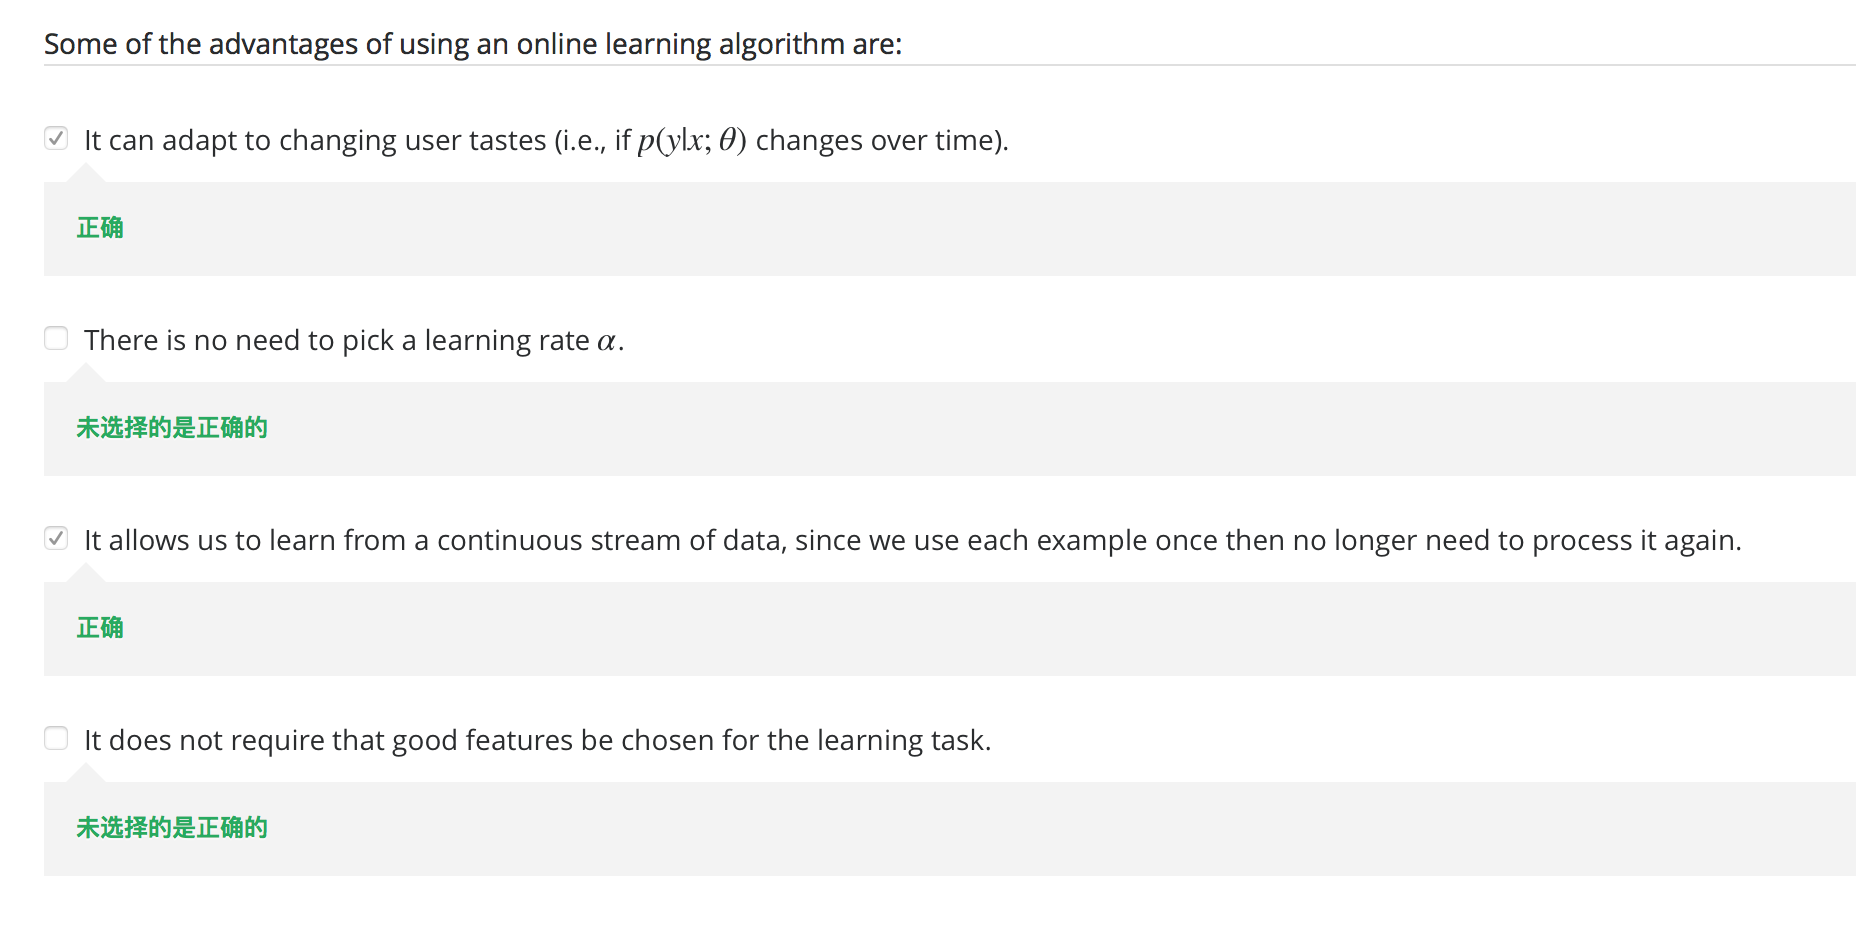 Some of the advantages of using an online learning algorithm are:
It can adapt to changing user tastes (i.e., if p(y|x; θ) changes over time).
正确
There is no need to pick a learning rate α.
未选择的是正确的
It allows us to learn from a continuous stream of data, since we use each example once then no longer need to process it again.
正确
It does not require that good features be chosen for the learning task.
未选择的是正确的